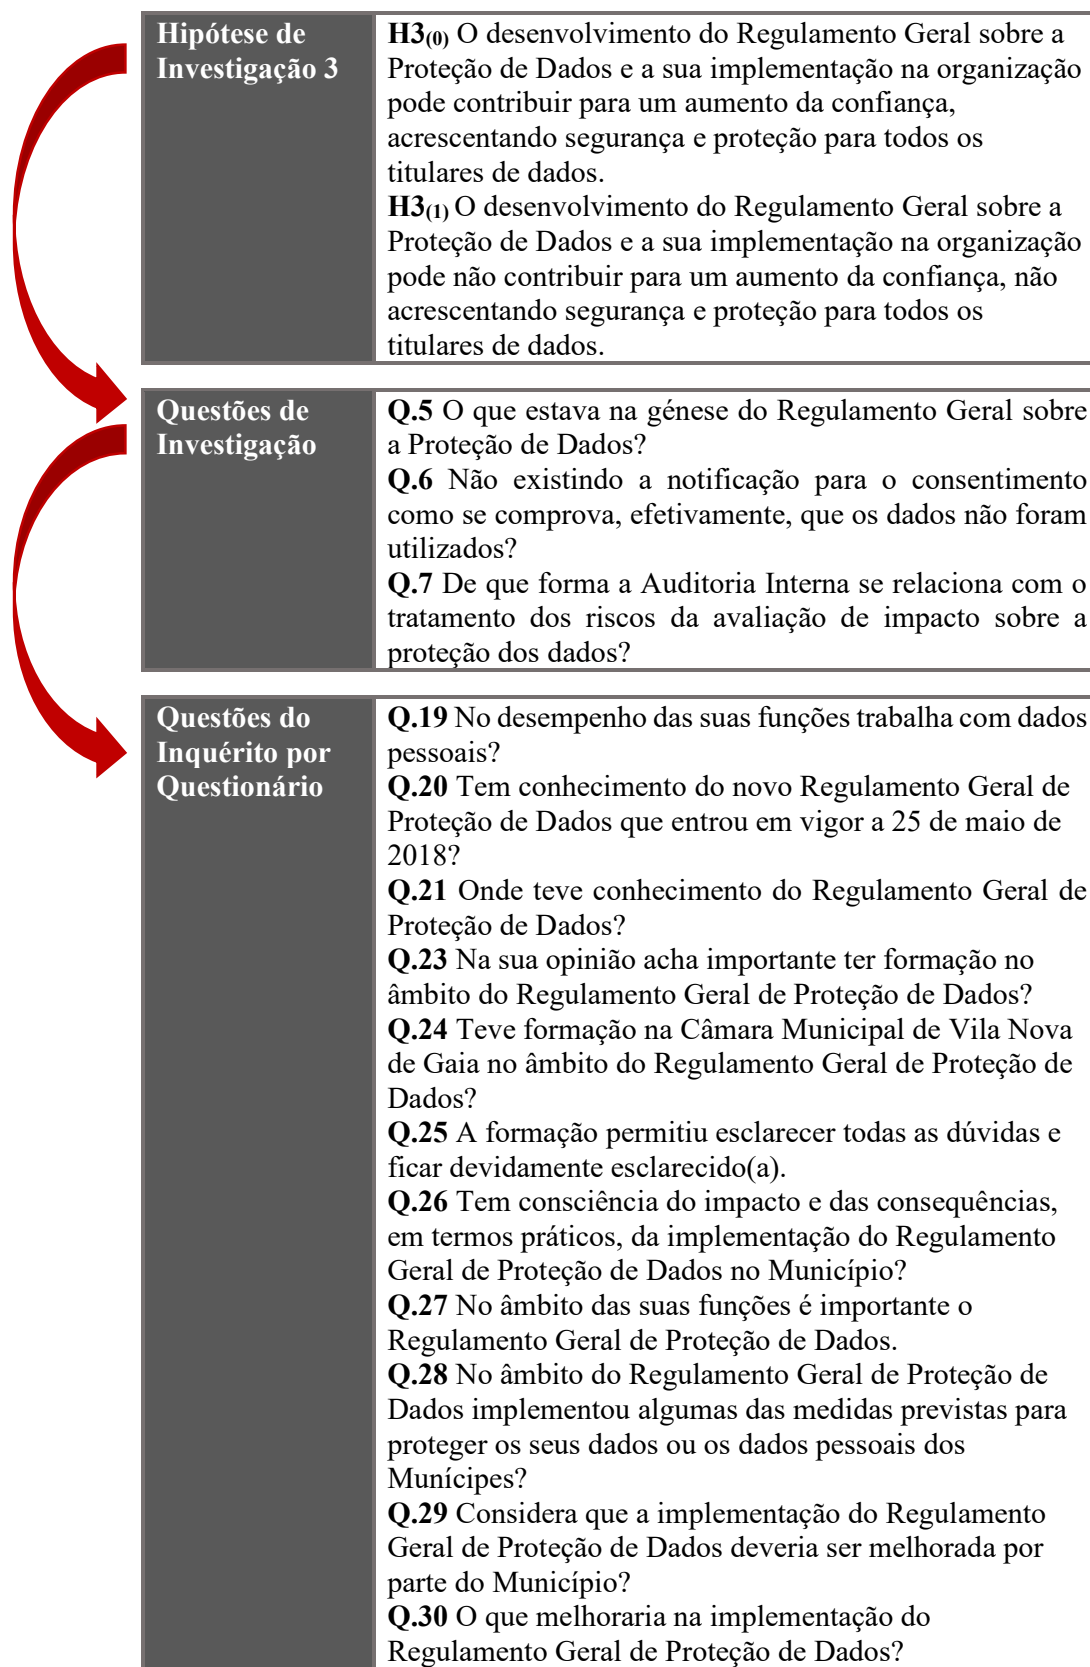 Hipótese de
Investigação 3
H3(0) O desenvolvimento do Regulamento Geral sobre a
Proteção de Dados e a sua implementação na organização
pode contribuir para um aumento da confiança,
acrescentando segurança e proteção para todos os
titulares de dados.
H3(1) O desenvolvimento do Regulamento Geral sobre a
Proteção de Dados e a sua implementação na organização
pode não contribuir para um aumento da confiança, não
acrescentando segurança e proteção para todos os
titulares de dados.
Questões de
Investigação
Q.5 O que estava na génese do Regulamento Geral sobre
a Proteção de Dados?
Q.6 Não existindo a notificação para o consentimento
como se comprova, efetivamente, que os dados não foram
utilizados?
Q.7 De que forma a Auditoria Interna se relaciona com o
tratamento dos riscos da avaliação de impacto sobre a
proteção dos dados?
Questões do
Inquérito por
Questionário
Q.19 No desempenho das suas funções trabalha com dados
pessoais?
Q.20 Tem conhecimento do novo Regulamento Geral de
Proteção de Dados que entrou em vigor a 25 de maio de
2018?
Q.21 Onde teve conhecimento do Regulamento Geral de
Proteção de Dados?
Q.23 Na sua opinião acha importante ter formação no
âmbito do Regulamento Geral de Proteção de Dados?
Q.24 Teve formação na Câmara Municipal de Vila Nova
de Gaia no âmbito do Regulamento Geral de Proteção de
Dados?
Q.25 A formação permitiu esclarecer todas as dúvidas e
ficar devidamente esclarecido(a).
Q.26 Tem consciência do impacto e das consequências,
em termos práticos, da implementação do Regulamento
Geral de Proteção de Dados no Município?
Q.27 No âmbito das suas funções é importante o
Regulamento Geral de Proteção de Dados.
Q.28 No âmbito do Regulamento Geral de Proteção de
Dados implementou algumas das medidas previstas para
proteger os seus dados ou os dados pessoais dos
Munícipes?
Q.29 Considera que a implementação do Regulamento
Geral de Proteção de Dados deveria ser melhorada por
parte do Município?
Q.30 O que melhoraria na implementação do
Regulamento Geral de Proteção de Dados?